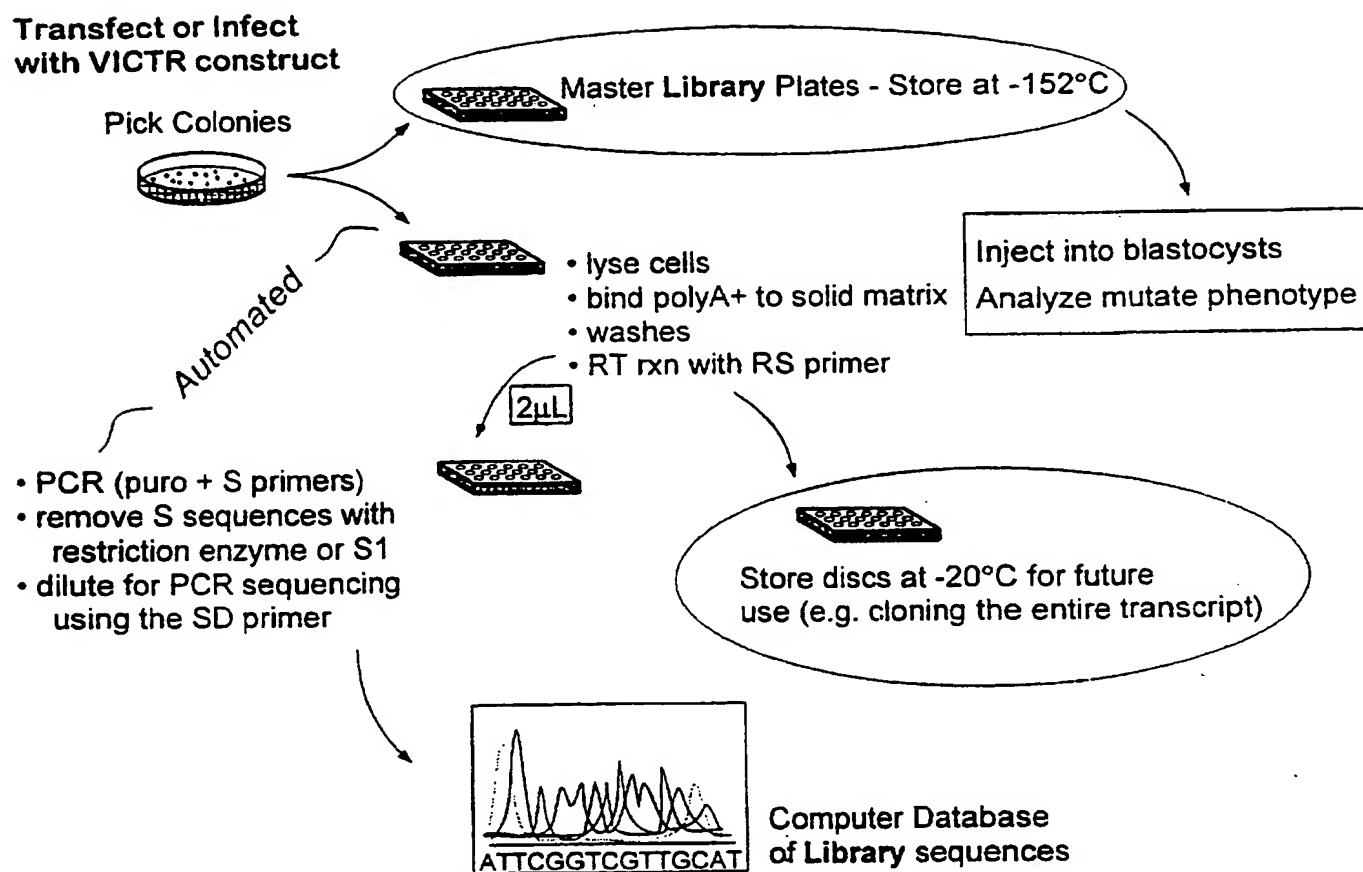 Transfect or Infect
with VICTR construct
Pick Colonies
Master Library Plates - Store at -152°C
Inject into blastocysts
Analyze mutate phenotype
• lyse cells
• bind polyA+ to solid matrix
• washes
• RT rxn with RS primer
Automated
2µL
• PCR (puro + S primers)
• remove S sequences with
restriction enzyme or S1
• dilute for PCR sequencing
using the SD primer
Store discs at -20°C for future
use (e.g. cloning the entire transcript)
ATTCGGTCGTTGCAT
Computer Database
of Library sequences